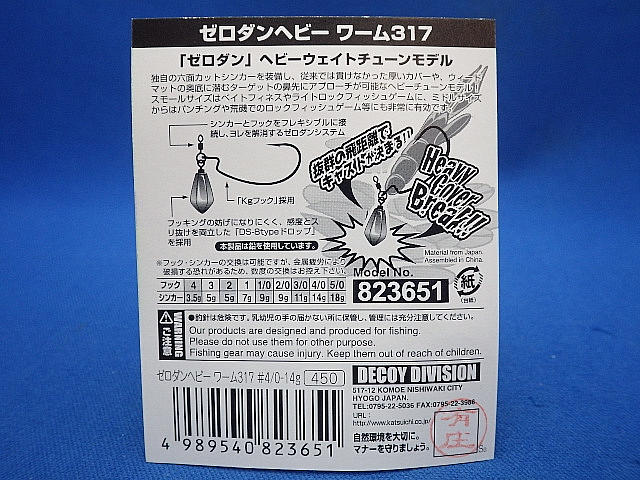 ゼロダンヘビー ワーム317
「ゼロダン」ヘビーウェイトチューンモデル
独自の六面カットシンカーを装備し、従来では貫けなかった厚いカバーや、ウィード
マットの奥底に潜むターゲットの鼻先にアプローチが可能なヘビーチューンモデル!
スモールサイズはベイトフィネスやライトロックフィッシュゲームに、ミドルサイズ
からはパンチングや荒磯でのロックフィッシュゲーム等にも非常に有効です。
シンカーとフックをフレキシブルに接
続し、ヨレを解消するゼロダンシステム
抜群の飛距離で
キャストが決まる!!
「Kgフック」採用
Heavy
Cover
Break!!
フッキングの妨げになりにくく、感度とス
リ抜けを両立した「DS-8typeドロップ」
を採用
本製品は鉛を使用しています。
Material from Japan.
Assembled in China.
※フック・シンカーの交換は可能ですが、金属疲労により
破損する恐れがあるため、数度の交換はお控え下さい。
Model No.
823651
紙
(台紙)
フック 4 3 2 1 1/0 2/0 3/0 4/0 5/0
シンカー 3.5g 5g 5g 7g 9g 9g 11g 14g 18g
WARNING
ご注意
●釣針は危険です。乳幼児の手の届かない所に保管し、管理には充分注意してください。
Our products are designed and produced for fishing.
Please do not use them for other purpose.
Fishing gear may cause injury. Keep them out of reach of children.
ゼロダンヘビー ワーム317 #4/0-14g 450
DECOY DIVISION
517-12 KOMOE NISHIWAKI CITY
HYOGO JAPAN.
TEL:0795-22-5036 FAX:0795-22-3986
URL:
http://www.katsuichi.co.jp/
自然環境を大切に。
マナーを守りましょう。
4 989540 823651